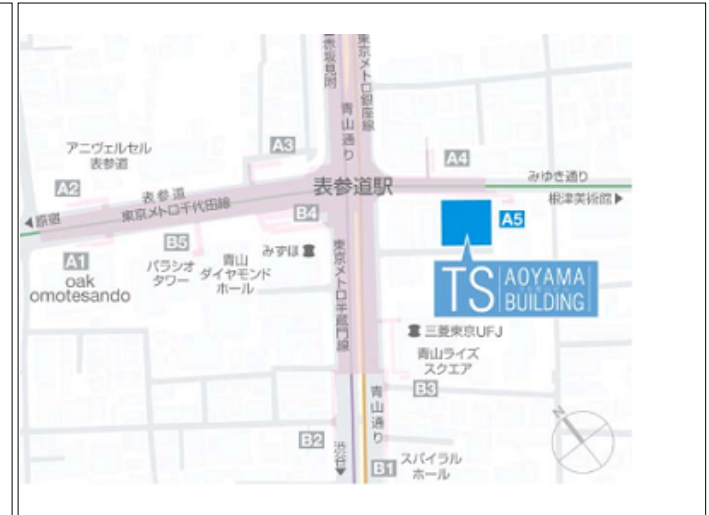 赤坂見附
東京メトロ銀座線
青山通り
アニヴェルセル
表参道
A3
A4
A2
表参道
東京メトロ千代田線
表参道駅
みゆき通り
根津美術館▶
◀原宿
B4
A5
A1
oak
omotesando
B5
パラシオ
タワー
青山
ダイヤモンド
ホール
みずほ
東京メトロ半蔵門線
TS
AOYAMA
BUILDING
三菱東京UFJ
青山ライズ
スクエア
B3
青山通り
B2
渋谷▼
B1
スパイラル
ホール
N